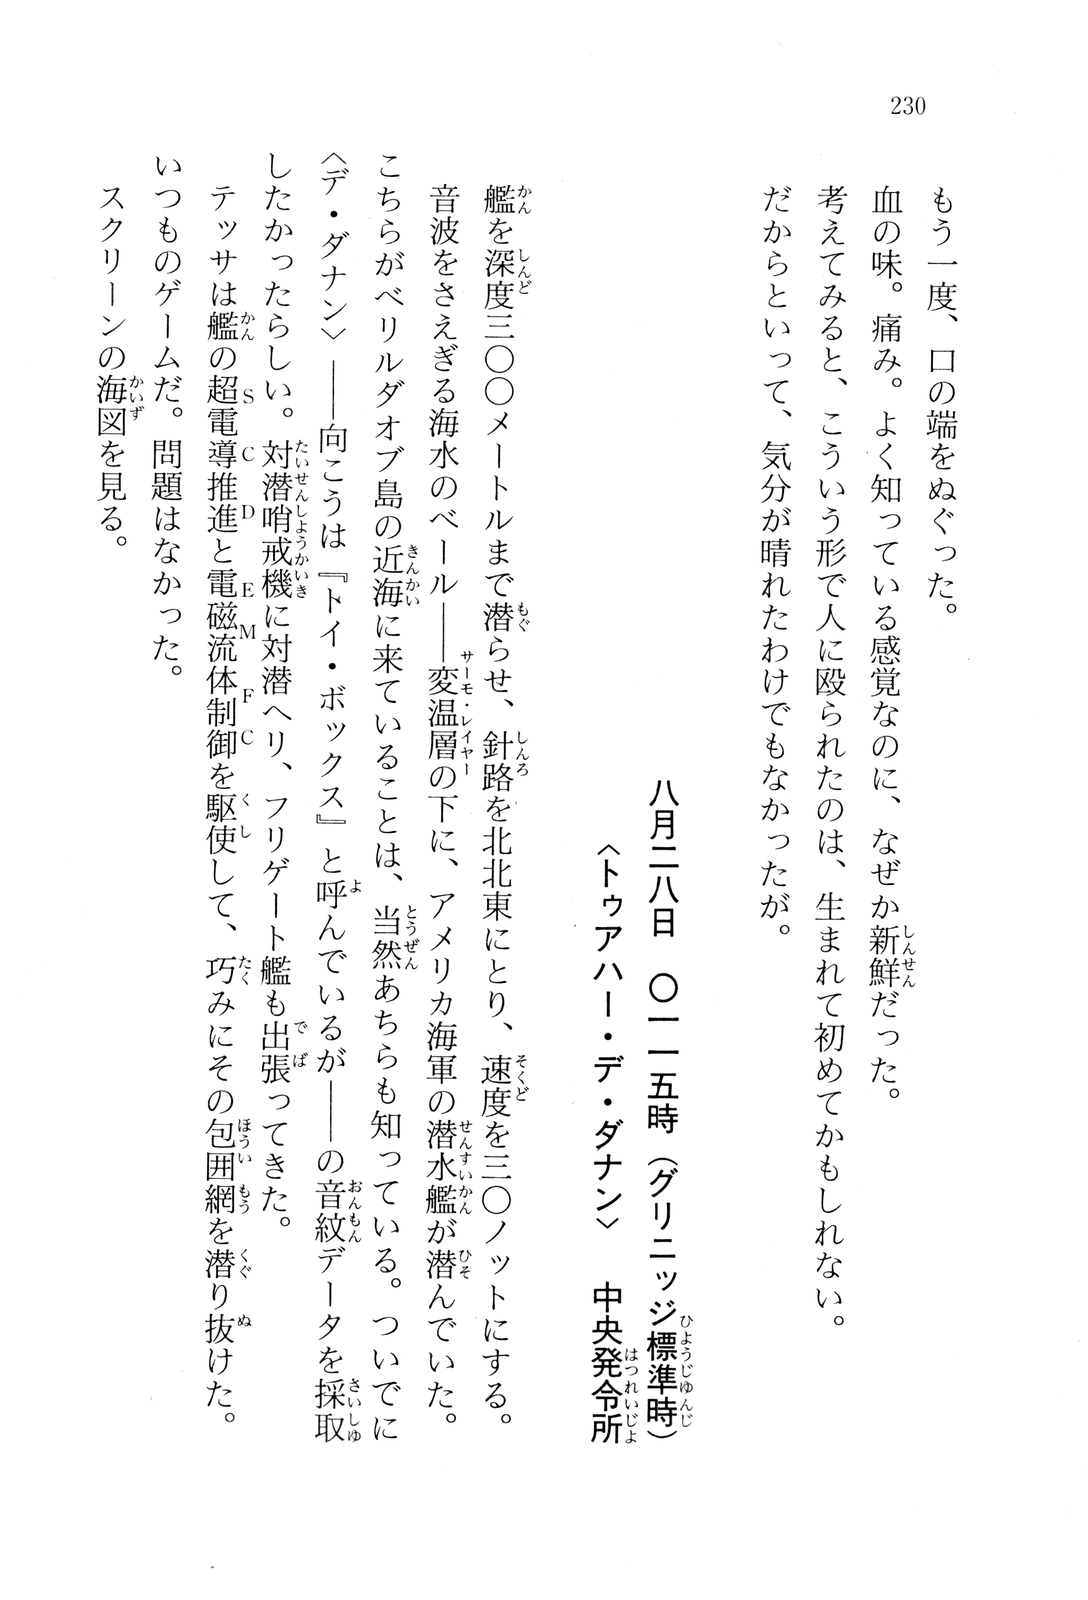 230
もう一度、口の端をぬぐった。
血の味。痛み。よく知っている感覚なのに、なぜか新鮮だった。
考えてみると、こういう形で人に殴られたのは、生まれて初めてかもしれない。
だからといって、気分が晴れたわけでもなかったが。
八月二八日　〇一一五時（グリニッジ標準時）
〈トゥアハー・デ・ダナン〉　中央発令所
艦を深度三〇〇メートルまで潜らせ、針路を北北東にとり、速度を三〇ノットにする。
音波をさえぎる海水のベール――変温層の下に、アメリカ海軍の潜水艦が潜んでいた。
こちらがベリルダオブ島の近海に来ていることは、当然あちらも知っている。ついでに
〈デ・ダナン〉――向こうは『トイ・ボックス』と呼んでいるが――の音紋データを採取
したかったらしい。対潜哨戒機に対潜ヘリ、フリゲート艦も出張ってきた。
テッサは艦の超電導推進と電磁流体制御を駆使して、巧みにその包囲網を潜り抜けた。
いつものゲームだ。問題はなかった。
スクリーンの海図を見る。